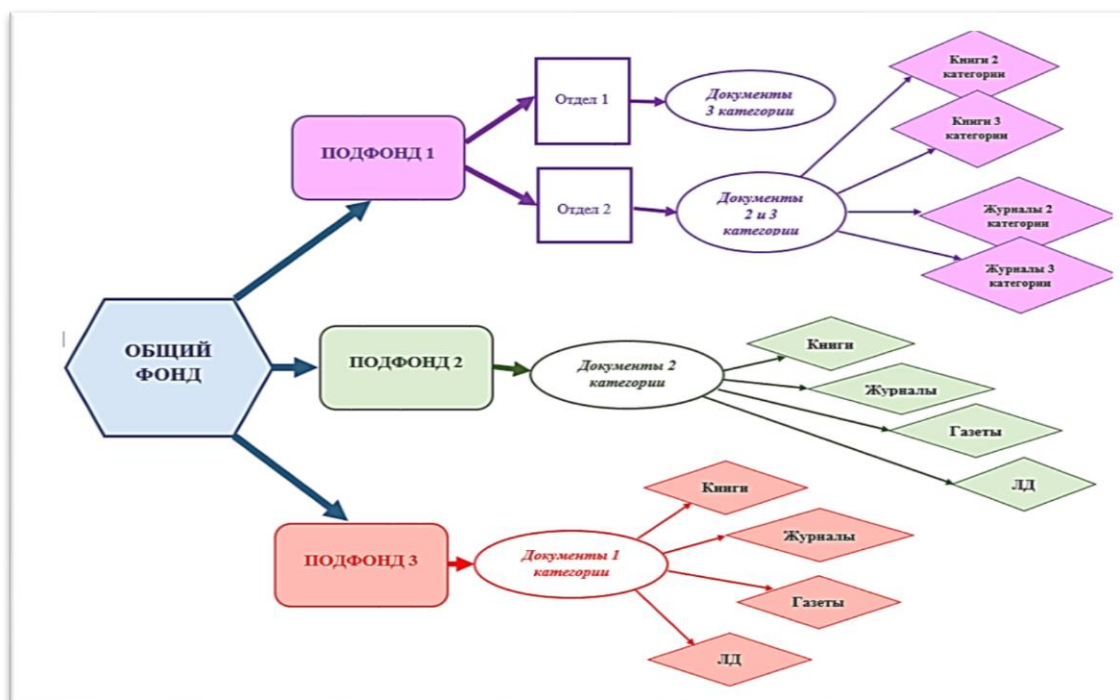 ОБЩИЙ
ФОНД
ПОДФОНД 1
Отдел 1
Документы
3 категории
Отдел 2
Документы
2 и 3
категории
Книги 2
категории
Книги 3
категории
Журналы 2
категории
Журналы 3
категории
ПОДФОНД 2
Документы 2
категории
Книги
Журналы
Газеты
ЛД
ПОДФОНД 3
Документы 1
категории
Книги
Журналы
Газеты
ЛД